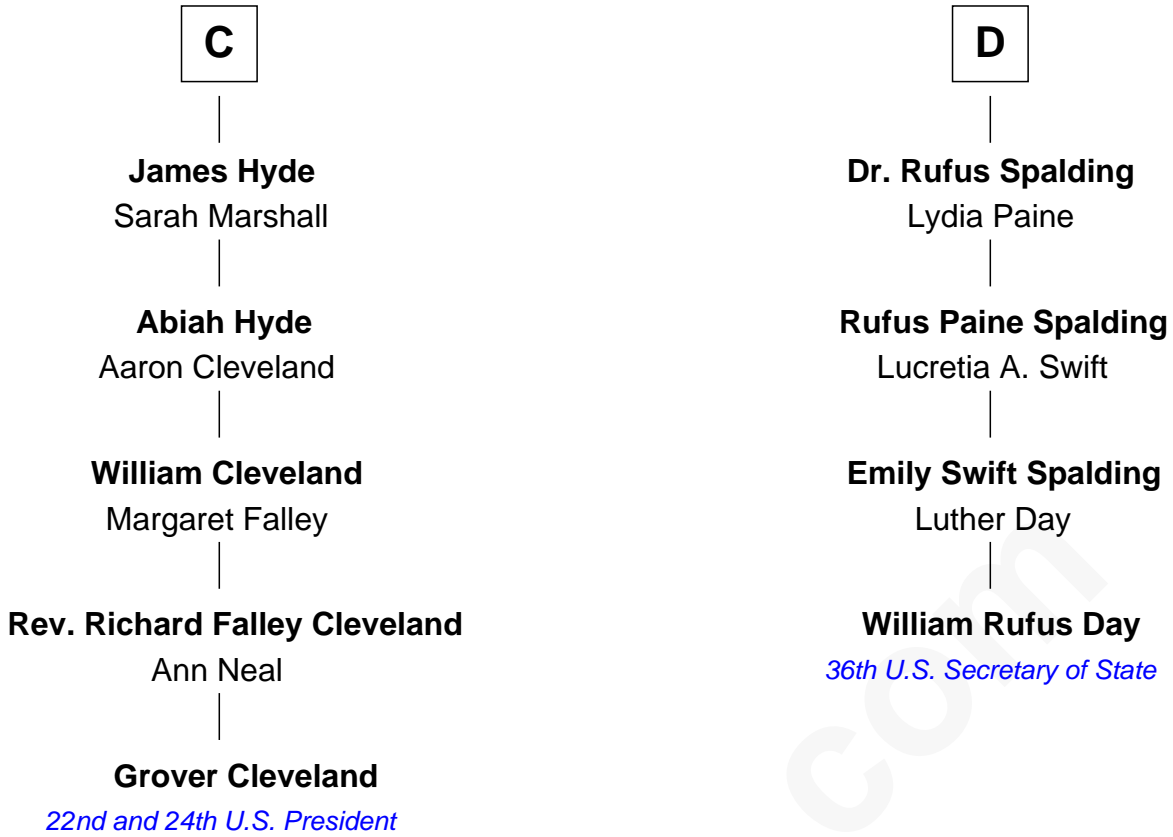 C
James Hyde
Sarah Marshall
Abiah Hyde
Aaron Cleveland
William Cleveland
Margaret Falley
Rev. Richard Falley Cleveland
Ann Neal
Grover Cleveland
22nd and 24th U.S. President
D
Dr. Rufus Spalding
Lydia Paine
Rufus Paine Spalding
Lucretia A. Swift
Emily Swift Spalding
Luther Day
William Rufus Day
36th U.S. Secretary of State
com